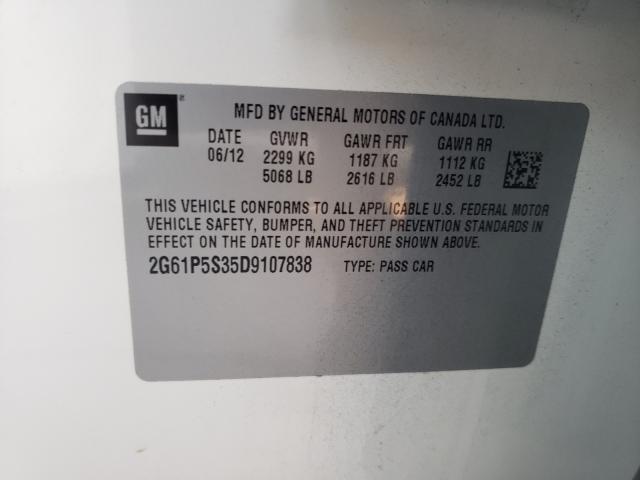 GM ®
MFD BY GENERAL MOTORS OF CANADA LTD.
DATE GVWR GAWR FRT GAWR RR
06/12 2299 KG 1187 KG 1112 KG
5068 LB 2616 LB 2452 LB
THIS VEHICLE CONFORMS TO ALL APPLICABLE U.S. FEDERAL MOTOR
VEHICLE SAFETY, BUMPER, AND THEFT PREVENTION STANDARDS IN
EFFECT ON THE DATE OF MANUFACTURE SHOWN ABOVE.
2G61P5S35D9107838 TYPE: PASS CAR